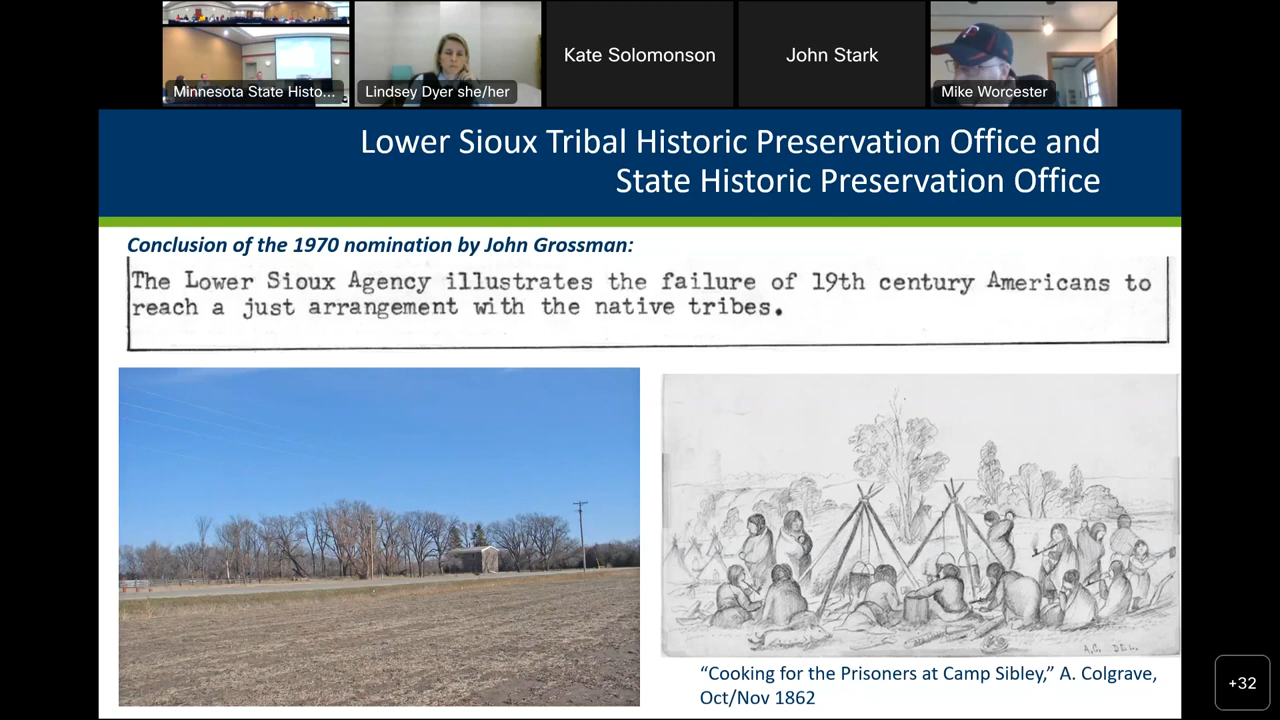 Minnesota State Histo...
Lindsey Dyer she/her
Kate Solomonson
John Stark
Mike Worcester
Lower Sioux Tribal Historic Preservation Office and
State Historic Preservation Office
Conclusion of the 1970 nomination by John Grossman:
The Lower Sioux Agency illustrates the failure of 19th century Americans to
reach a just arrangement with the native tribes.
A.C. DEL.
“Cooking for the Prisoners at Camp Sibley,” A. Colgrave,
Oct/Nov 1862
+32